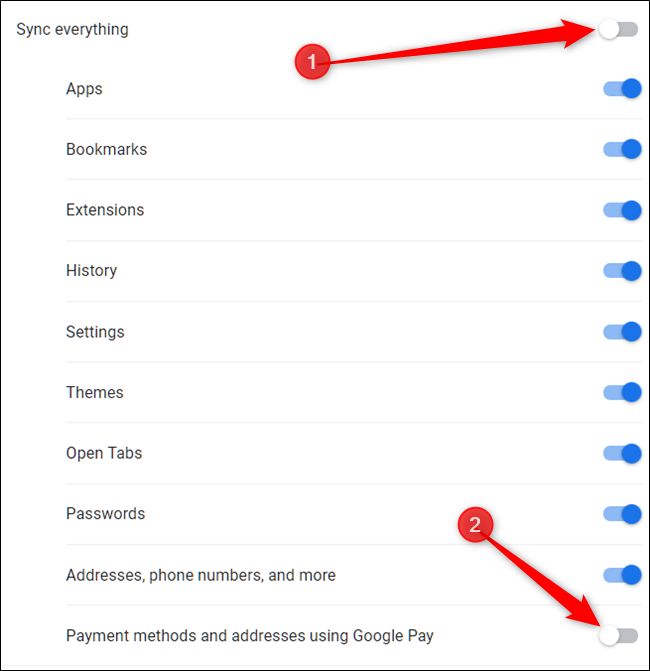 Sync everything
1
Apps
Bookmarks
Extensions
History
Settings
Themes
Open Tabs
Passwords
2
Addresses, phone numbers, and more
Payment methods and addresses using Google Pay